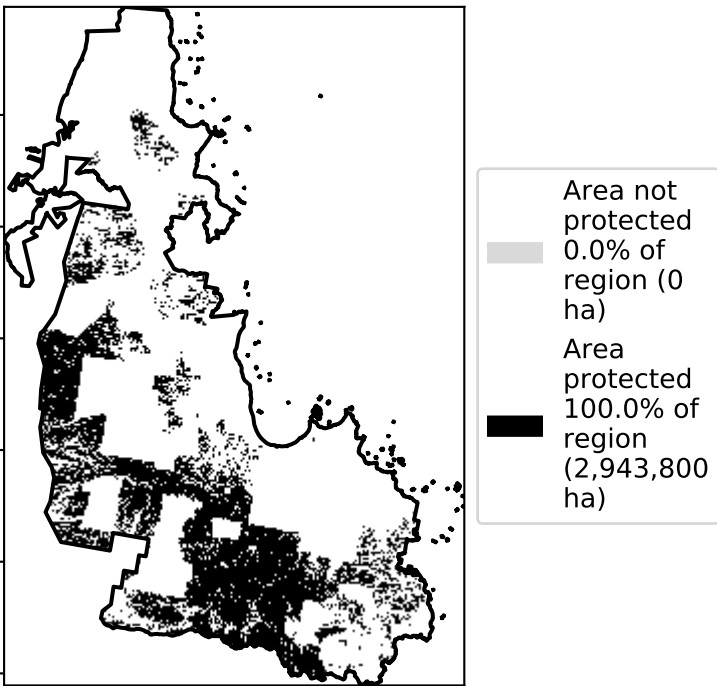 Area not
protected
0.0% of
region (0
ha)
Area
protected
100.0% of
region
(2,943,800
ha)